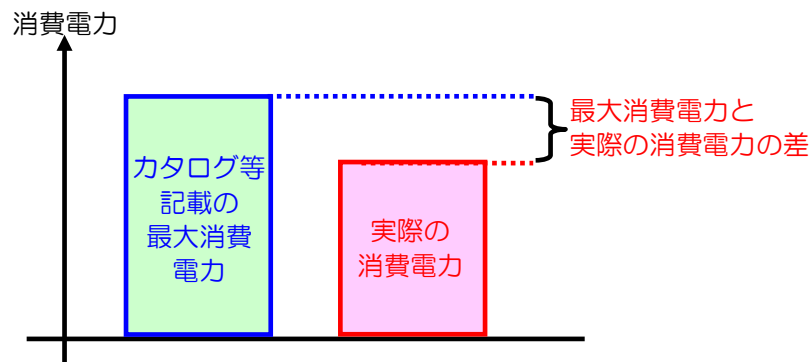 消費電力
最大消費電力と
実際の消費電力の差
カタログ等
記載の
最大消費
電力
実際の
消費電力